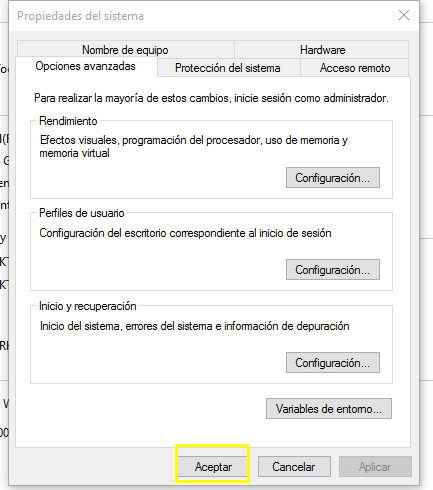 Propiedades del sistema
Nombre de equipo
Hardware
Opciones avanzadas
Protección del sistema
Acceso remoto
Para realizar la mayoría de estos cambios, inicie sesión como administrador.
Rendimiento
Efectos visuales, programación del procesador, uso de memoria y
memoria virtual
Configuración...
Perfiles de usuario
Configuración del escritorio correspondiente al inicio de sesión
Configuración...
Inicio y recuperación
Inicio del sistema, errores del sistema e información de depuración
Configuración...
Variables de entorno...
Aceptar
Cancelar
Aplicar